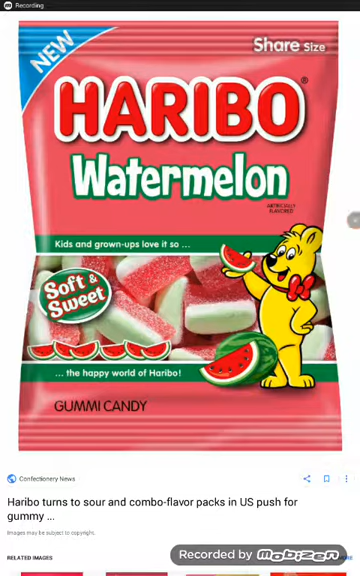 Recording
NEW
Share Size
HARIBO®
Watermelon
ARTIFICIALLY
FLAVORED
Kids and grown-ups love it so ...
Soft &
Sweet
... the happy world of Haribo!
GUMMI CANDY
Confectionery News
Haribo turns to sour and combo-flavor packs in US push for
gummy ...
Images may be subject to copyright.
RELATED IMAGES
Recorded by mobizen